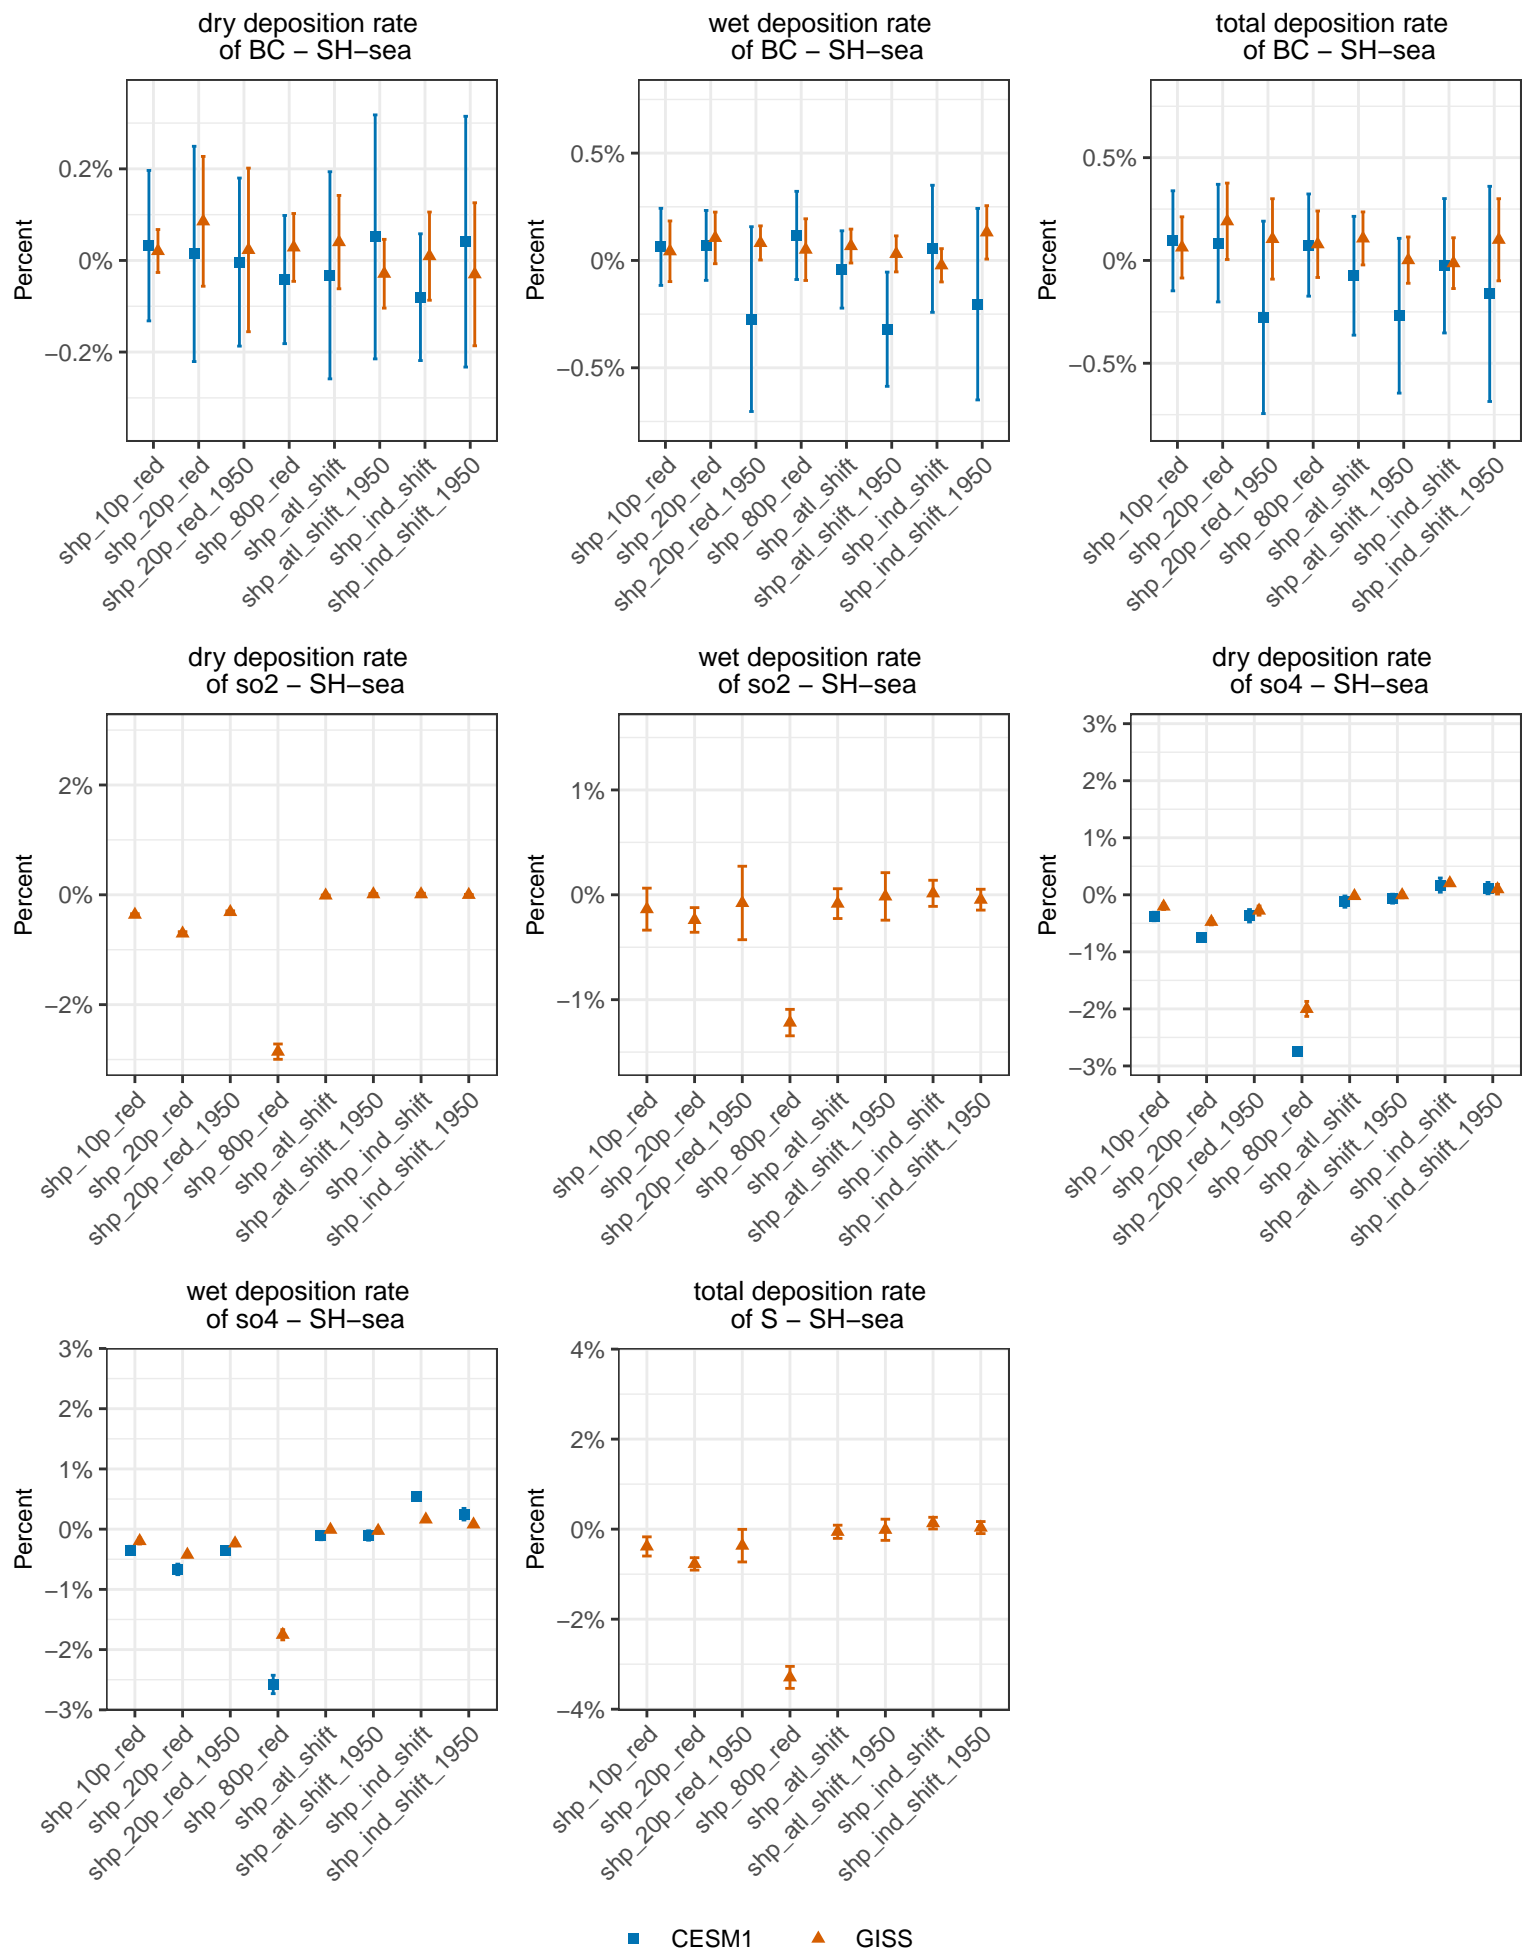 dry deposition rate
of BC − SH−sea
wet deposition rate
of BC − SH−sea
total deposition rate
of BC − SH−sea
Percent
0.2%
0%
−0.2%
shp_10p_red
shp_20p_red
shp_20p_red_1950
shp_80p_red
shp_atl_shift
shp_atl_shift_1950
shp_ind_shift
shp_ind_shift_1950
Percent
0.5%
0%
−0.5%
shp_10p_red
shp_20p_red
shp_20p_red_1950
shp_80p_red
shp_atl_shift
shp_atl_shift_1950
shp_ind_shift
shp_ind_shift_1950
Percent
0.5%
0%
−0.5%
shp_10p_red
shp_20p_red
shp_20p_red_1950
shp_80p_red
shp_atl_shift
shp_atl_shift_1950
shp_ind_shift
shp_ind_shift_1950
dry deposition rate
of so2 − SH−sea
wet deposition rate
of so2 − SH−sea
dry deposition rate
of so4 − SH−sea
Percent
2%
0%
−2%
shp_10p_red
shp_20p_red
shp_20p_red_1950
shp_80p_red
shp_atl_shift
shp_atl_shift_1950
shp_ind_shift
shp_ind_shift_1950
Percent
1%
0%
−1%
shp_10p_red
shp_20p_red
shp_20p_red_1950
shp_80p_red
shp_atl_shift
shp_atl_shift_1950
shp_ind_shift
shp_ind_shift_1950
Percent
3%
2%
1%
0%
−1%
−2%
−3%
shp_10p_red
shp_20p_red
shp_20p_red_1950
shp_80p_red
shp_atl_shift
shp_atl_shift_1950
shp_ind_shift
shp_ind_shift_1950
wet deposition rate
of so4 − SH−sea
total deposition rate
of S − SH−sea
Percent
3%
2%
1%
0%
−1%
−2%
−3%
shp_10p_red
shp_20p_red
shp_20p_red_1950
shp_80p_red
shp_atl_shift
shp_atl_shift_1950
shp_ind_shift
shp_ind_shift_1950
Percent
4%
2%
0%
−2%
−4%
shp_10p_red
shp_20p_red
shp_20p_red_1950
shp_80p_red
shp_atl_shift
shp_atl_shift_1950
shp_ind_shift
shp_ind_shift_1950
CESM1 GISS